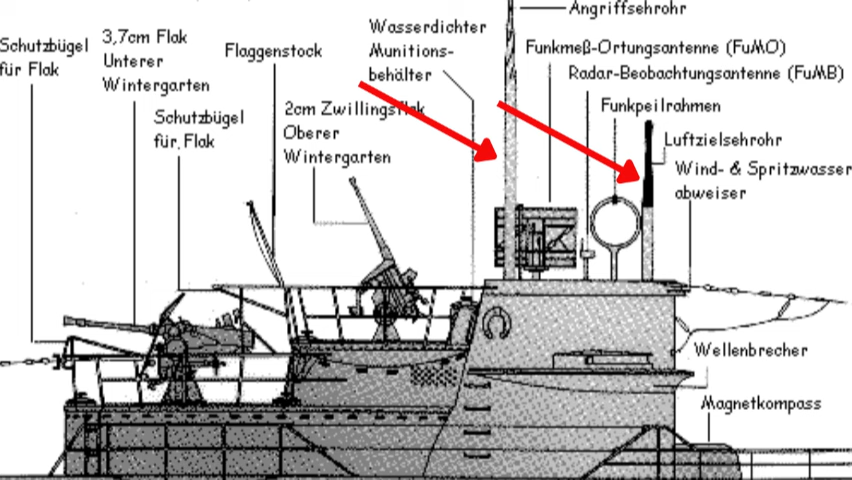 Angriffsehrohr
Wasserdichter
Munitions-
behälter
3,7cm Flak
Unterer
Wintergarten
Schutzbügel
für Flak
Flaggenstock
Funkmeß-Ortungsantenne (FuMO)
Radar-Beobachtungsantenne (FuMB)
Schutzbügel
für Flak
2cm Zwillingsflak
Oberer
Wintergarten
Funkpeilrahmen
Luftzielsehrohr
Wind- & Spritzwasser
abweiser
Wellenbrecher
Magnetkompass